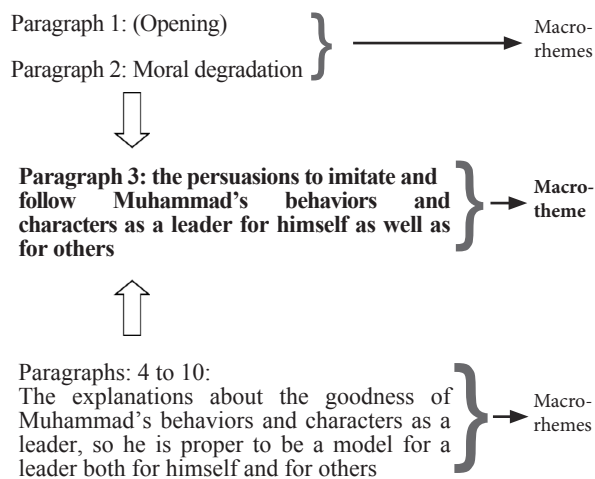 Paragraph 1: (Opening)
Macro-
rhemes
Paragraph 2: Moral degradation
Paragraph 3: the persuasions to imitate and
follow Muhammad's behaviors and
characters as a leader for himself as well as
for others
Macro-
theme
Paragraphs: 4 to 10:
The explanations about the goodness of
Muhammad's behaviors and characters as a
leader, so he is proper to be a model for a
leader both for himself and for others
Macro-
rhemes